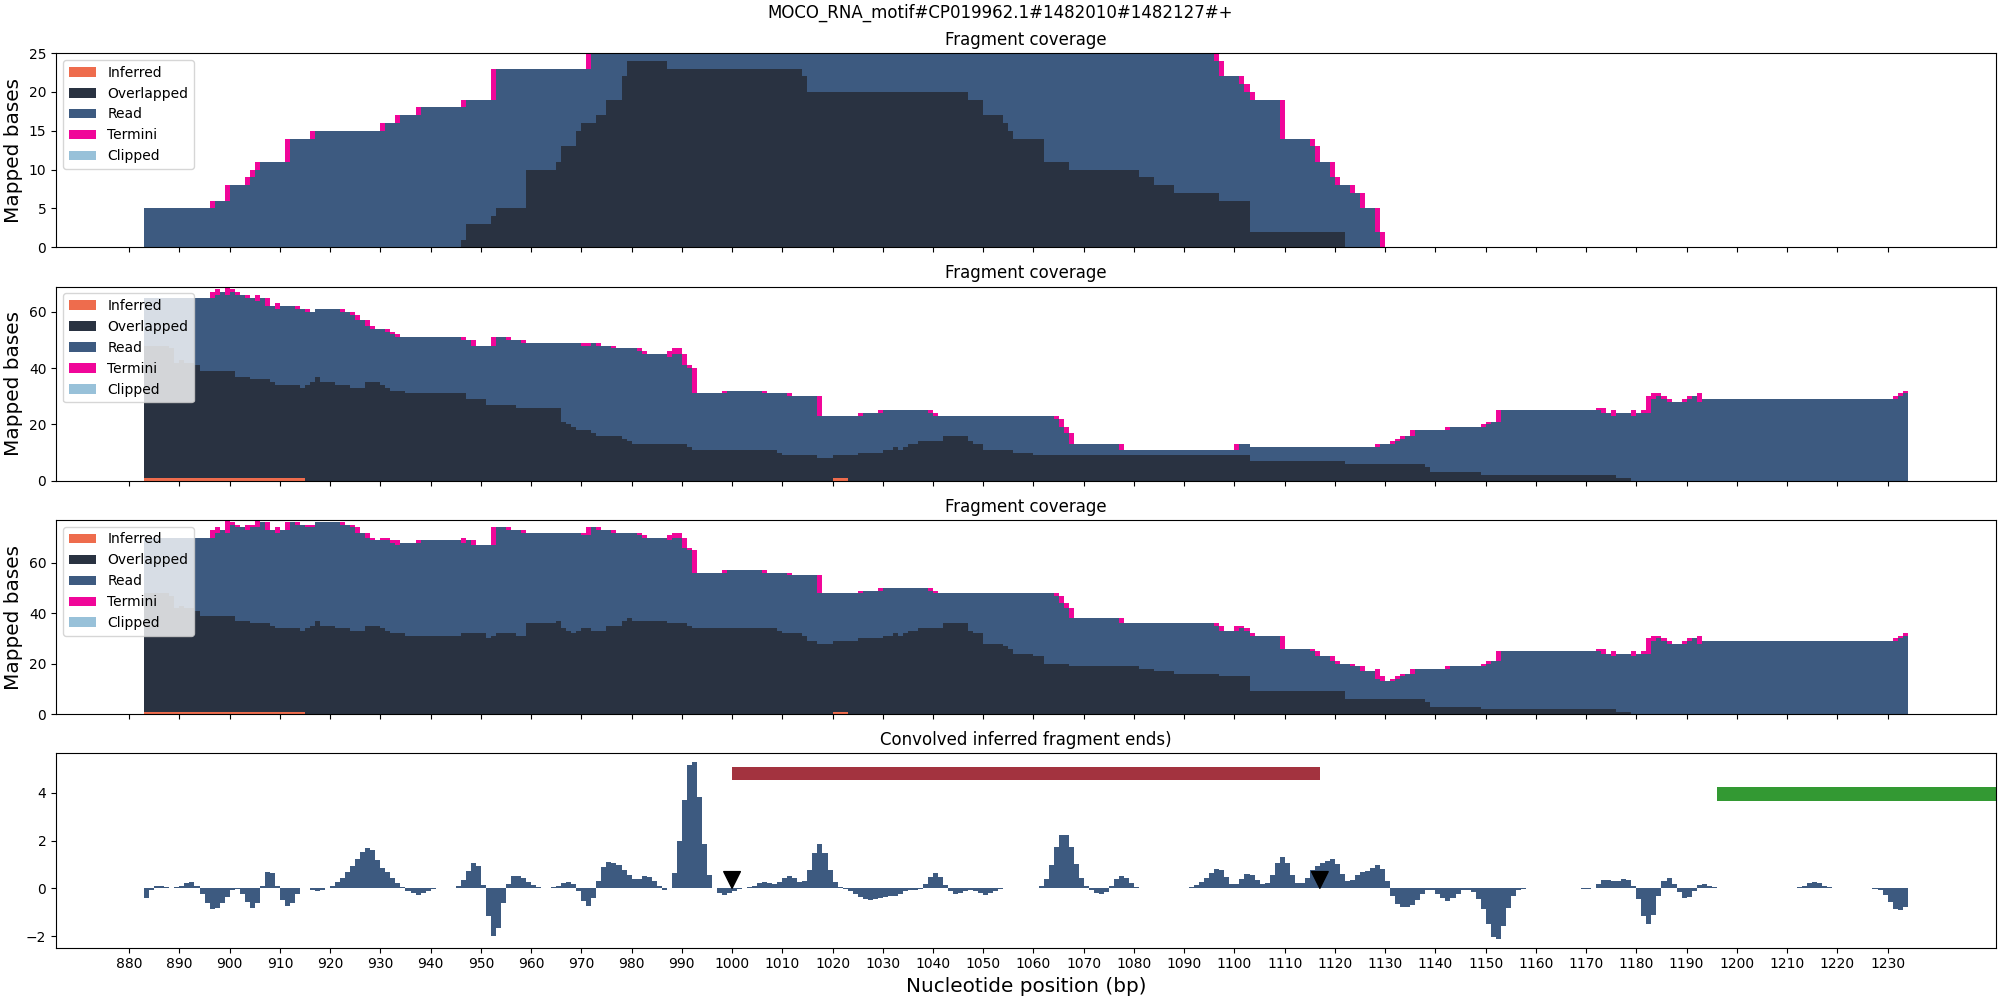 MOCO_RNA_motif#CP019962.1#1482010#1482127#+
Fragment coverage
Mapped bases
25
20
15
10
5
0
Inferred
Overlapped
Read
Termini
Clipped
Fragment coverage
Mapped bases
60
40
20
0
Inferred
Overlapped
Read
Termini
Clipped
Fragment coverage
Mapped bases
60
40
20
0
Inferred
Overlapped
Read
Termini
Clipped
Convolved inferred fragment ends)
4
2
0
−2
880 890 900 910 920 930 940 950 960 970 980 990 1000 1010 1020 1030 1040 1050 1060 1070 1080 1090 1100 1110 1120 1130 1140 1150 1160 1170 1180 1190 1200 1210 1220 1230
Nucleotide position (bp)